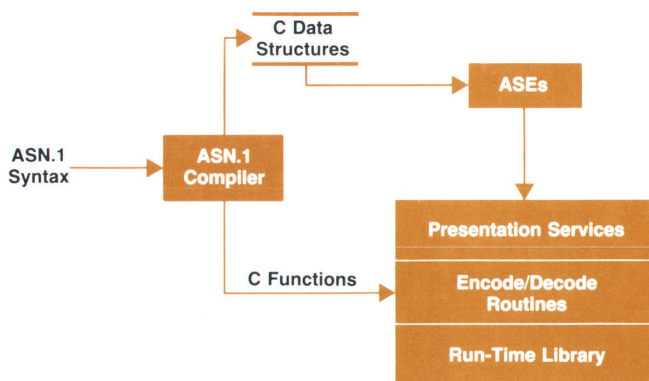 C Data
Structures
ASEs
ASN.1
Syntax
ASN.1
Compiler
Presentation Services
C Functions
Encode/Decode
Routines
Run-Time Library